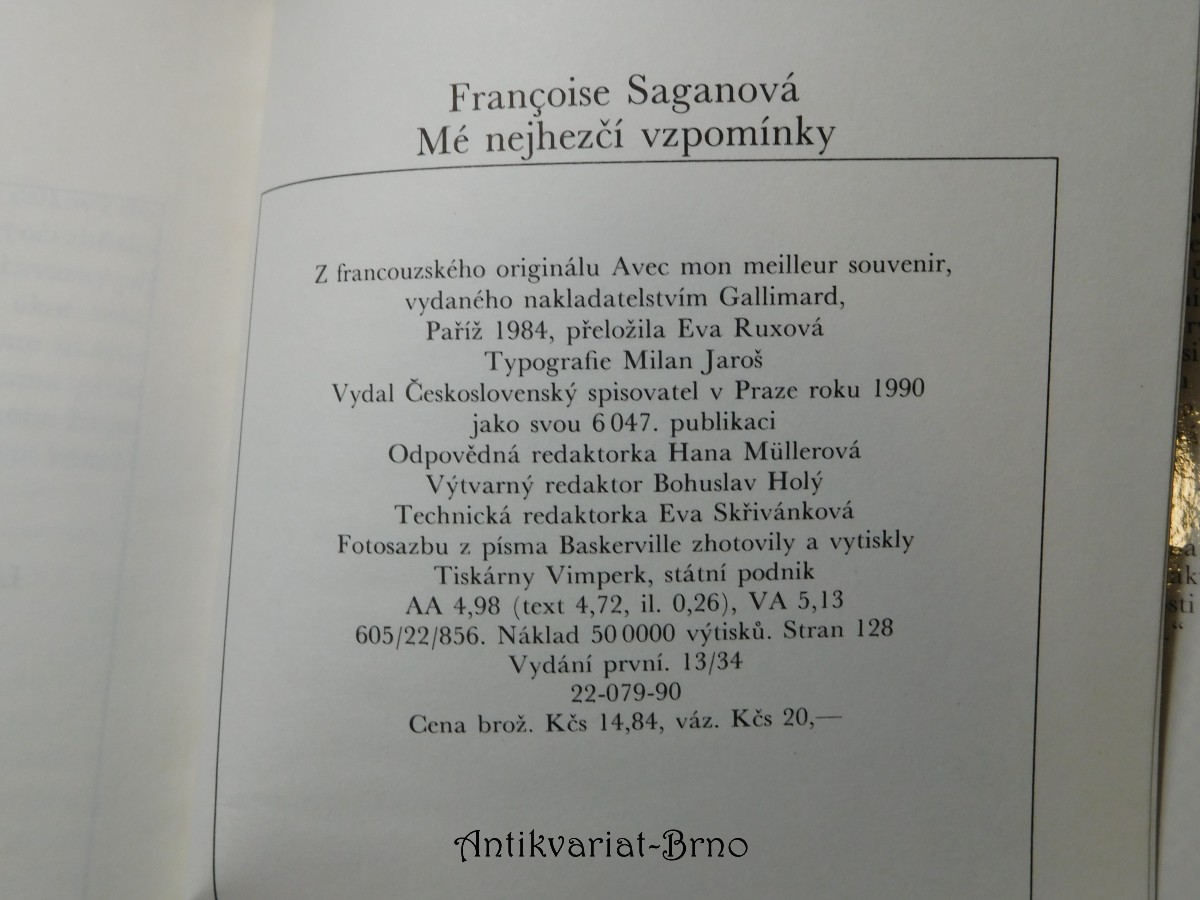 Françoise Saganová
Mé nejhezčí vzpomínky
Z francouzského originálu Avec mon meilleur souvenir,
vydaného nakladatelstvím Gallimard,
Paříž 1984, přeložila Eva Ruxová
Typografie Milan Jaroš
Vydal Československý spisovatel v Praze roku 1990
jako svou 6 047. publikaci
Odpovědná redaktorka Hana Müllerová
Výtvarný redaktor Bohuslav Holý
Technická redaktorka Eva Skřivánková
Fotosazbu z písma Baskerville zhotovily a vytiskly
Tiskárny Vimperk, státní podnik
AA 4,98 (text 4,72, il. 0,26), VA 5,13
605/22/856. Náklad 50 0000 výtisků. Stran 128
Vydání první. 13/34
22-079-90
Cena brož. Kčs 14,84, váz. Kčs 20,—
Antikvariat-Brno